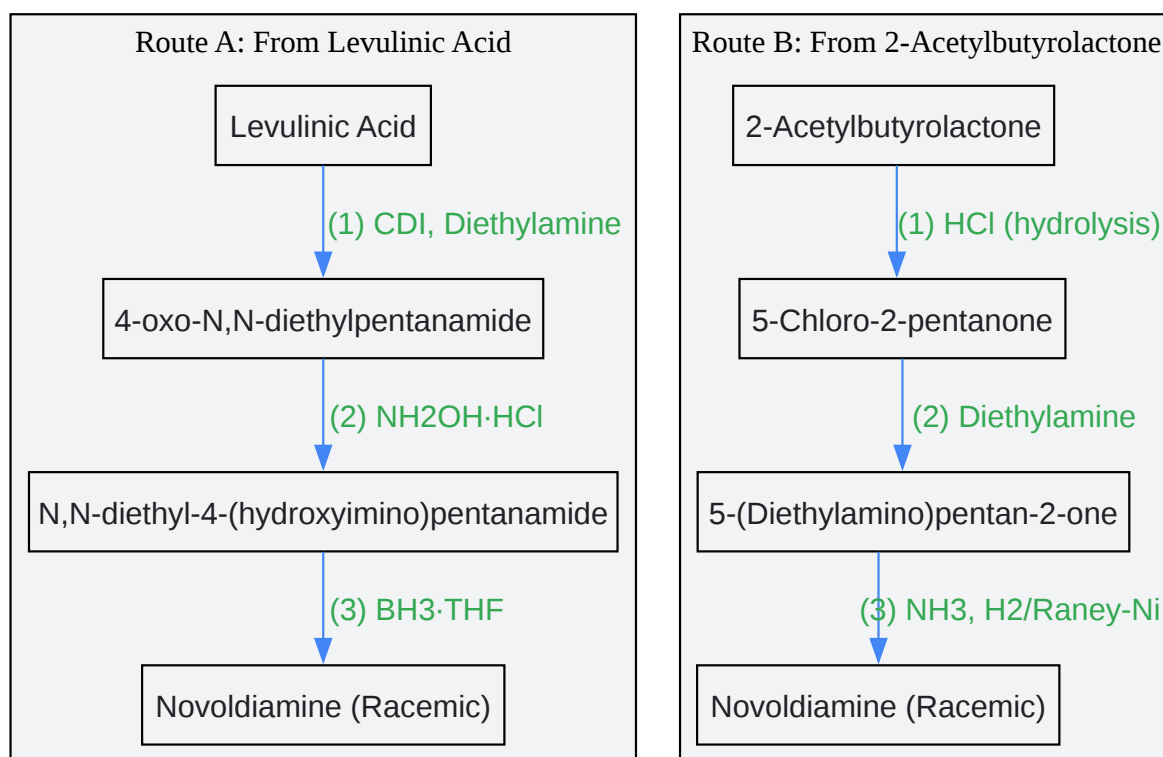 Route A: From Levulinic Acid
Levulinic Acid
(1) CDI, Diethylamine
4-oxo-N,N-diethylpentanamide
(2) NH2OH·HCl
N,N-diethyl-4-(hydroxyimino)pentanamide
(3) BH3·THF
Novoldiamine (Racemic)
Route B: From 2-Acetylbutyrolactone
2-Acetylbutyrolactone
(1) HCl (hydrolysis)
5-Chloro-2-pentanone
(2) Diethylamine
5-(Diethylamino)pentan-2-one
(3) NH3, H2/Raney-Ni
Novoldiamine (Racemic)